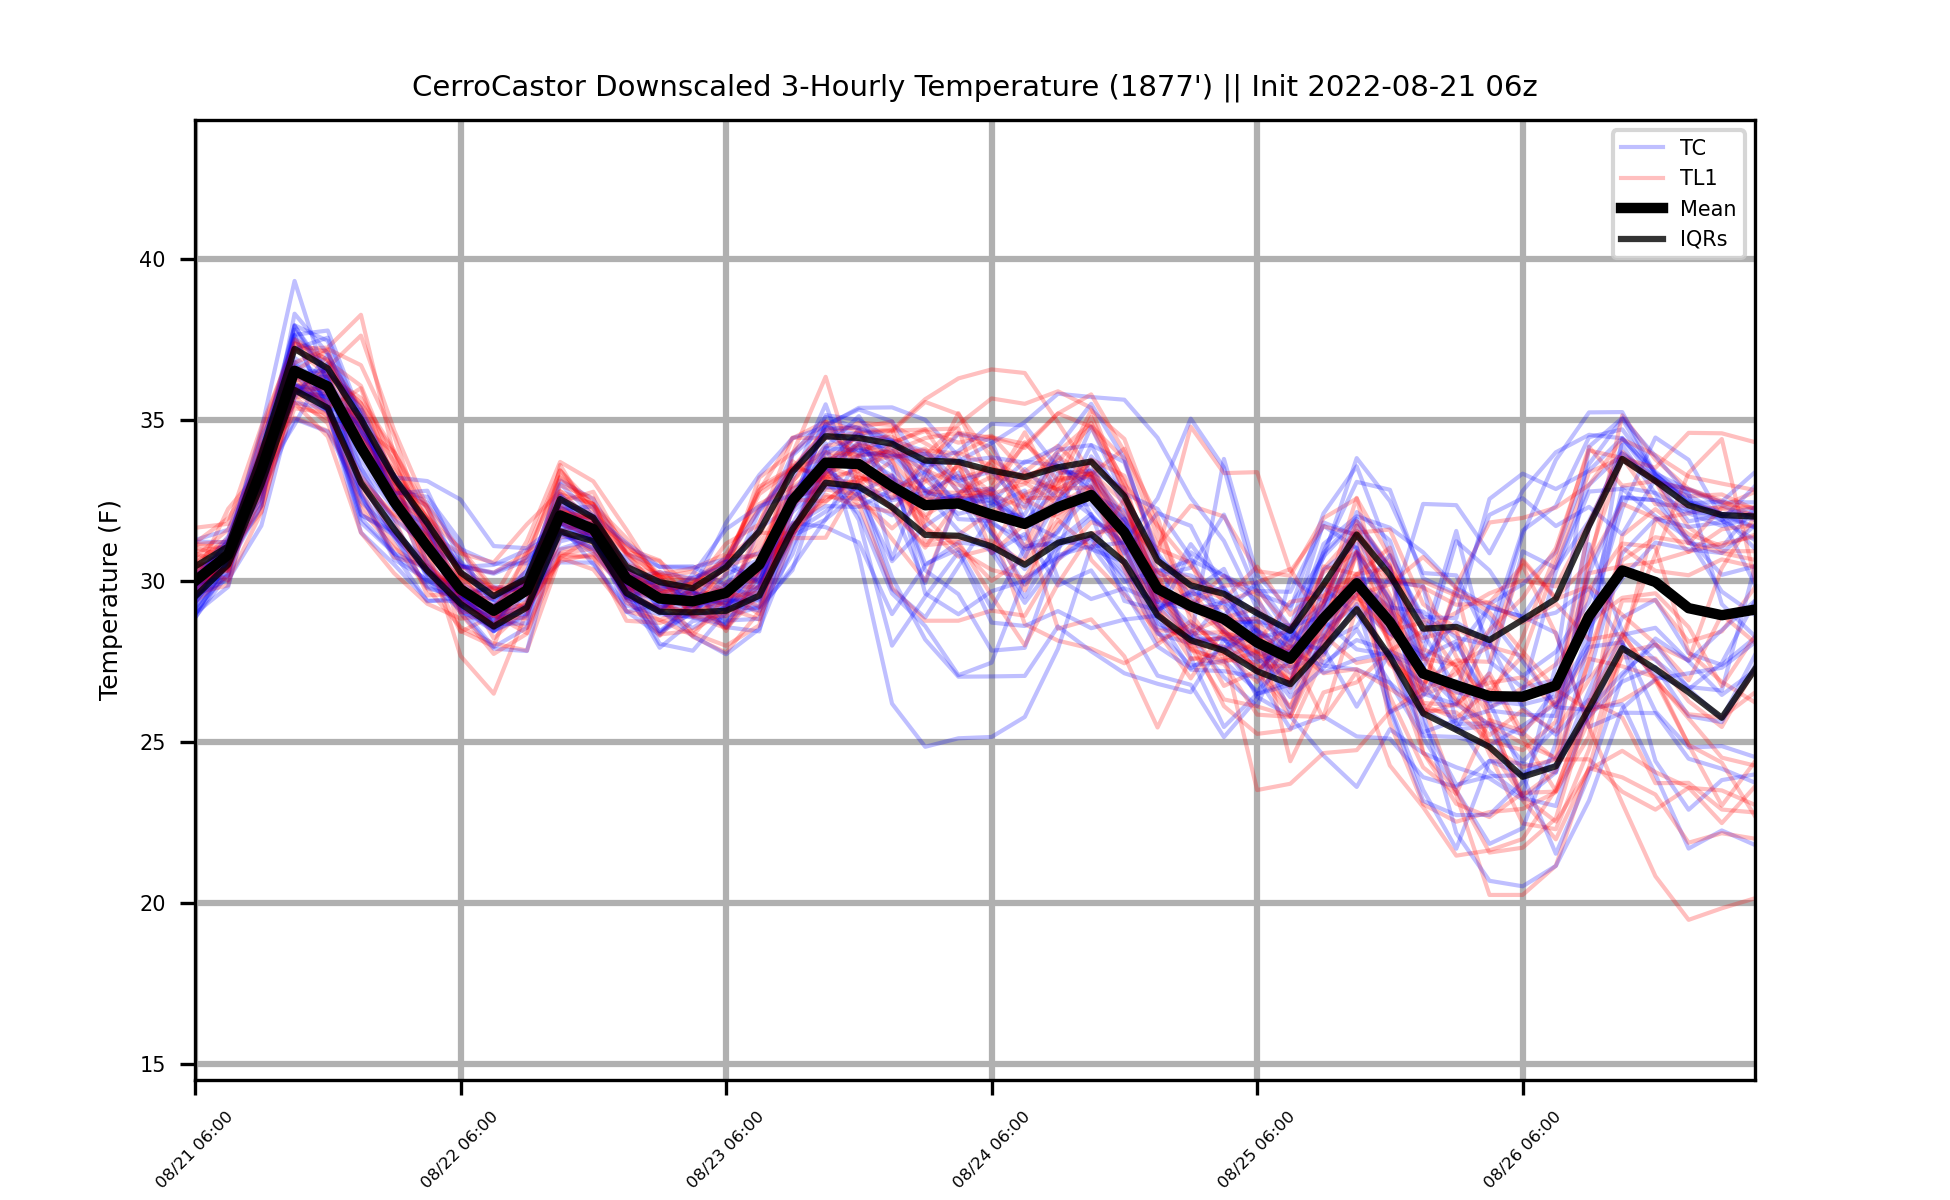 CerroCastor Downscaled 3-Hourly Temperature (1877') || Init 2022-08-21 06z
TC
TL1
Mean
IQRs
Temperature (F)
40
35
30
25
20
15
08/21 06:00
08/22 06:00
08/23 06:00
08/24 06:00
08/25 06:00
08/26 06:00